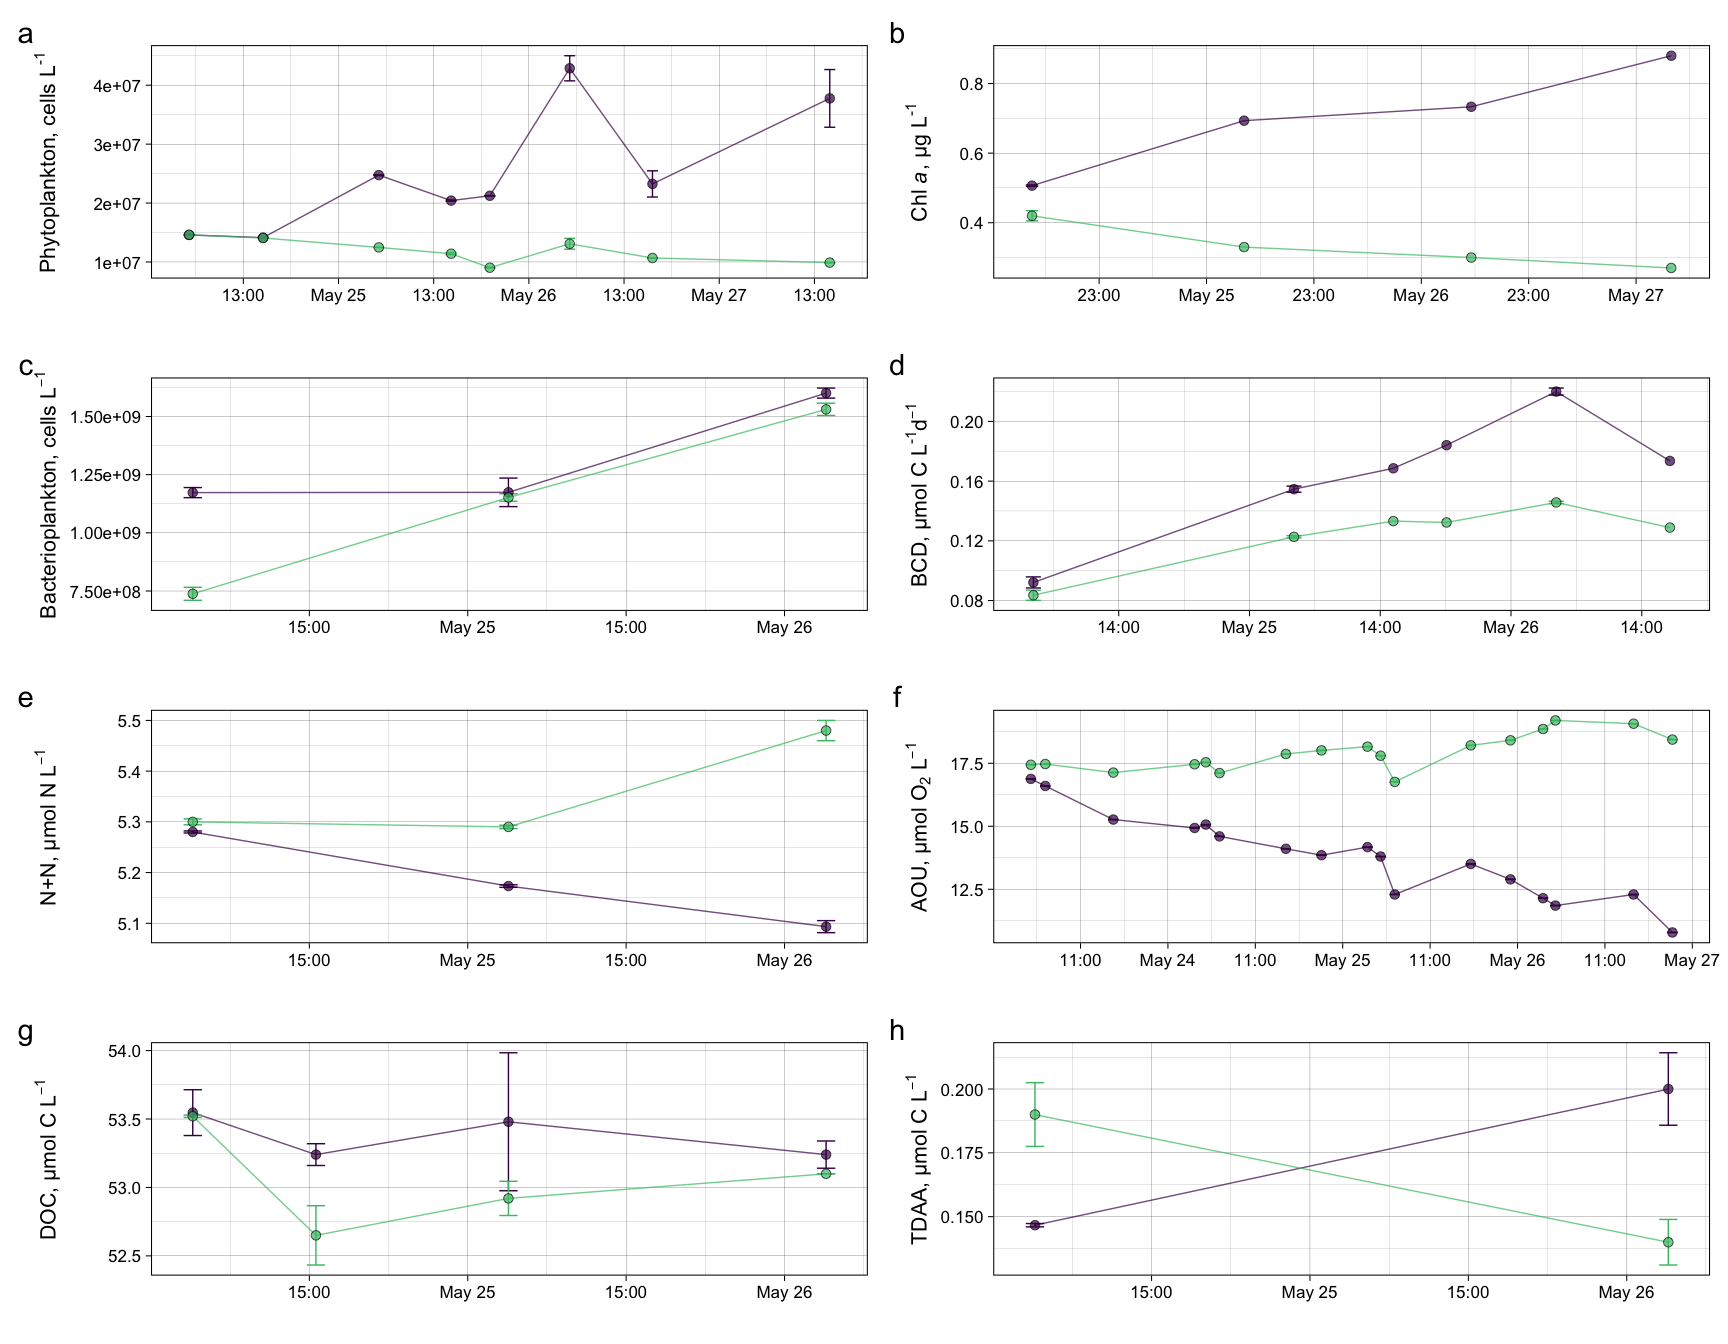 a
Phytoplankton, cells L⁻¹
4e+07
3e+07
2e+07
1e+07
13:00 May 25 13:00 May 26 13:00 May 27 13:00
b
Chl a, µg L⁻¹
0.8
0.6
0.4
23:00 May 25 23:00 May 26 23:00 May 27
c
Bacterioplankton, cells L⁻¹
1.50e+09
1.25e+09
1.00e+09
7.50e+08
15:00 May 25 15:00 May 26
d
BCD, µmol C L⁻¹d⁻¹
0.20
0.16
0.12
0.08
14:00 May 25 14:00 May 26 14:00
e
N+N, µmol N L⁻¹
5.5
5.4
5.3
5.2
5.1
15:00 May 25 15:00 May 26
f
AOU, µmol O₂ L⁻¹
17.5
15.0
12.5
11:00 May 24 11:00 May 25 11:00 May 26 11:00 May 27
g
DOC, µmol C L⁻¹
54.0
53.5
53.0
52.5
15:00 May 25 15:00 May 26
h
TDAA, µmol C L⁻¹
0.200
0.175
0.150
15:00 May 25 15:00 May 26